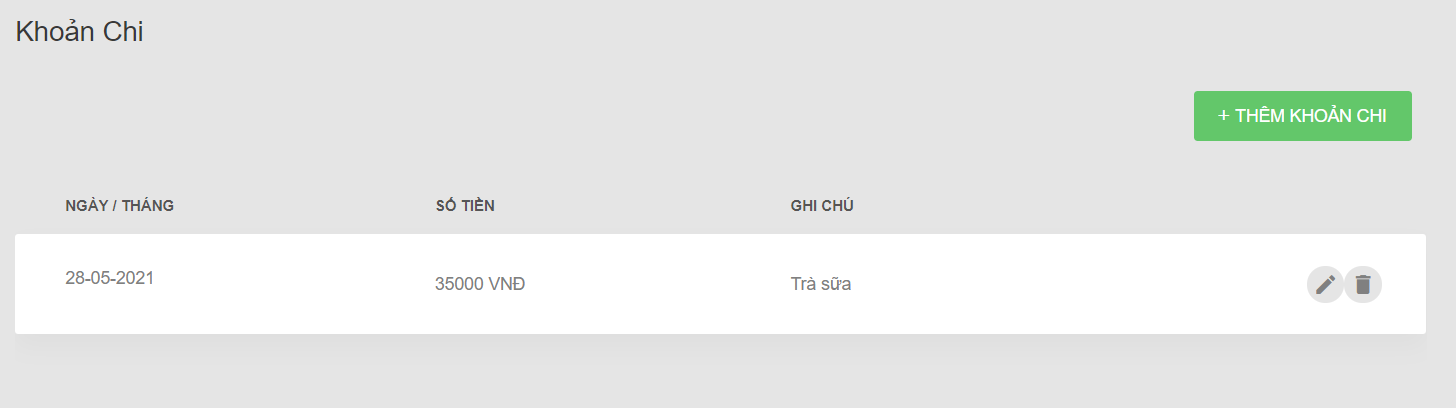 Khoản Chi
+ THÊM KHOẢN CHI
NGÀY / THÁNG SỐ TIỀN GHI CHÚ
28-05-2021 35000 VNĐ Trà sữa